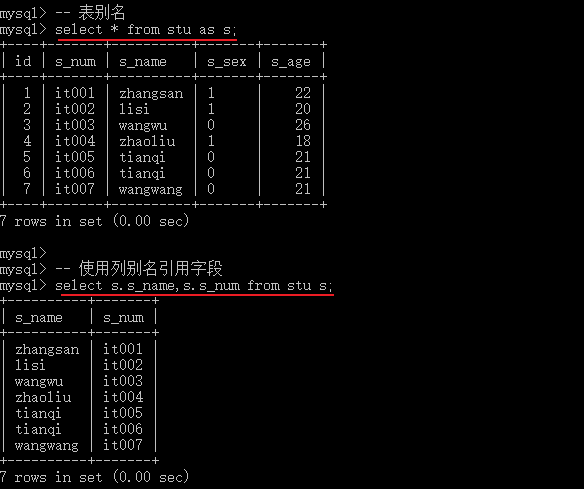 mysql> -- 表别名
mysql> select * from stu as s;
+----+-------+----------+-------+-------+
| id | s_num | s_name   | s_sex | s_age |
+----+-------+----------+-------+-------+
|  1 | it001 | zhangsan | 1     |    22 |
|  2 | it002 | lisi     | 1     |    20 |
|  3 | it003 | wangwu   | 0     |    26 |
|  4 | it004 | zhaoliu  | 1     |    18 |
|  5 | it005 | tianqi   | 0     |    21 |
|  6 | it006 | tianqi   | 0     |    21 |
|  7 | it007 | wangwang | 0     |    21 |
+----+-------+----------+-------+-------+
7 rows in set (0.00 sec)
mysql>
mysql> -- 使用列别名引用字段
mysql> select s.s_name,s.s_num from stu s;
+----------+-------+
| s_name   | s_num |
+----------+-------+
| zhangsan | it001 |
| lisi     | it002 |
| wangwu   | it003 |
| zhaoliu  | it004 |
| tianqi   | it005 |
| tianqi   | it006 |
| wangwang | it007 |
+----------+-------+
7 rows in set (0.00 sec)